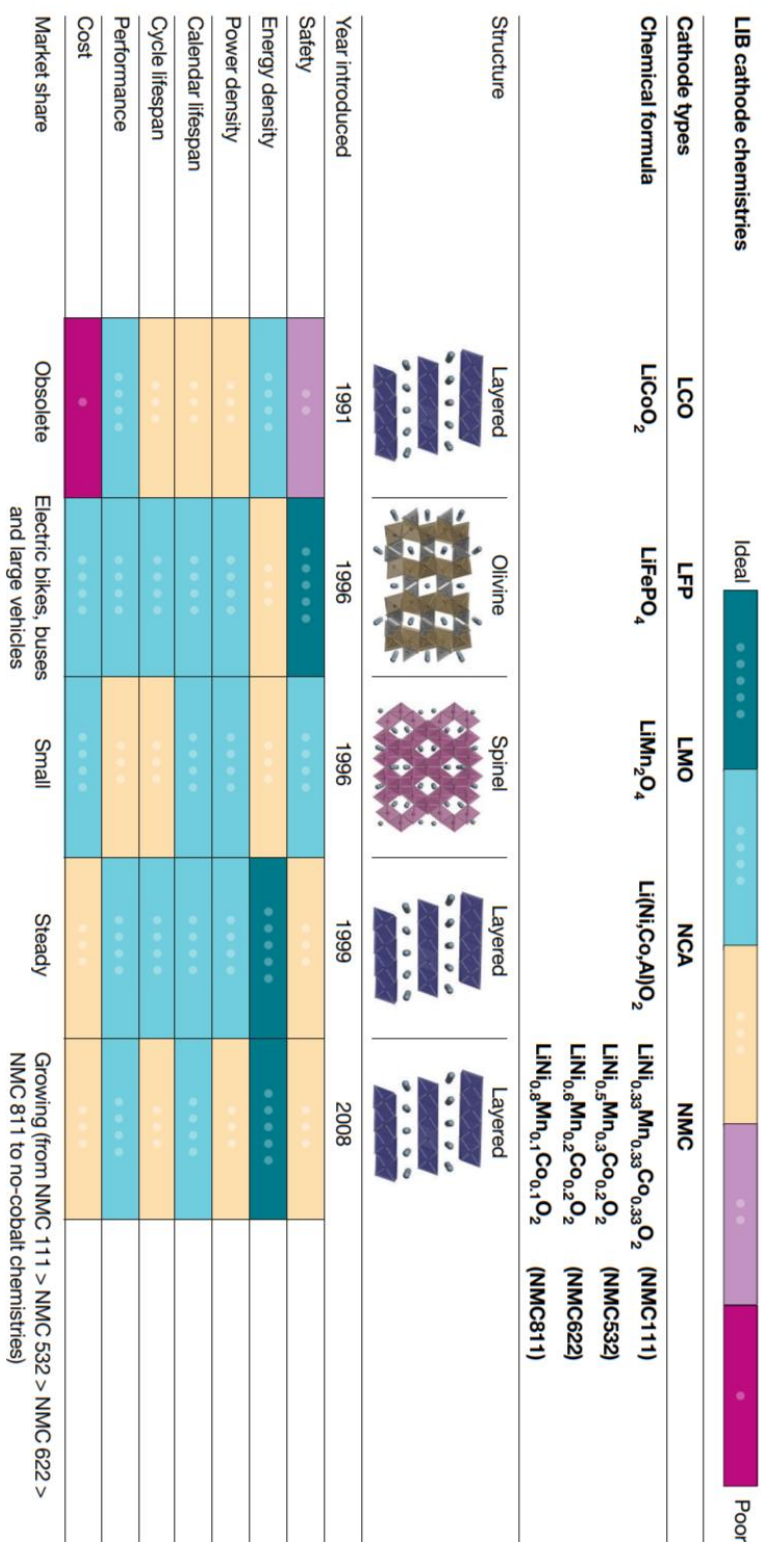 LIB cathode chemistries
Ideal Poor
Cathode types LCO LFP LMO NCA NMC
Chemical formula LiCoO₂ LiFePO₄ LiMn₂O₄ Li(Ni,Co,Al)O₂ LiNi₀.₃₃Mn₀.₃₃Co₀.₃₃O₂ (NMC111)
LiNi₀.₅Mn₀.₃Co₀.₂O₂ (NMC532)
LiNi₀.₆Mn₀.₂Co₀.₂O₂ (NMC622)
LiNi₀.₈Mn₀.₁Co₀.₁O₂ (NMC811)
Structure Layered Olivine Spinel Layered Layered
Year introduced 1991 1996 1996 1999 2008
Safety
Energy density
Power density
Calendar lifespan
Cycle lifespan
Performance
Cost
Market share Obsolete Electric bikes, buses Small Steady Growing (from NMC 111 > NMC 532 > NMC 622 >
and large vehicles NMC 811 to no-cobalt chemistries)